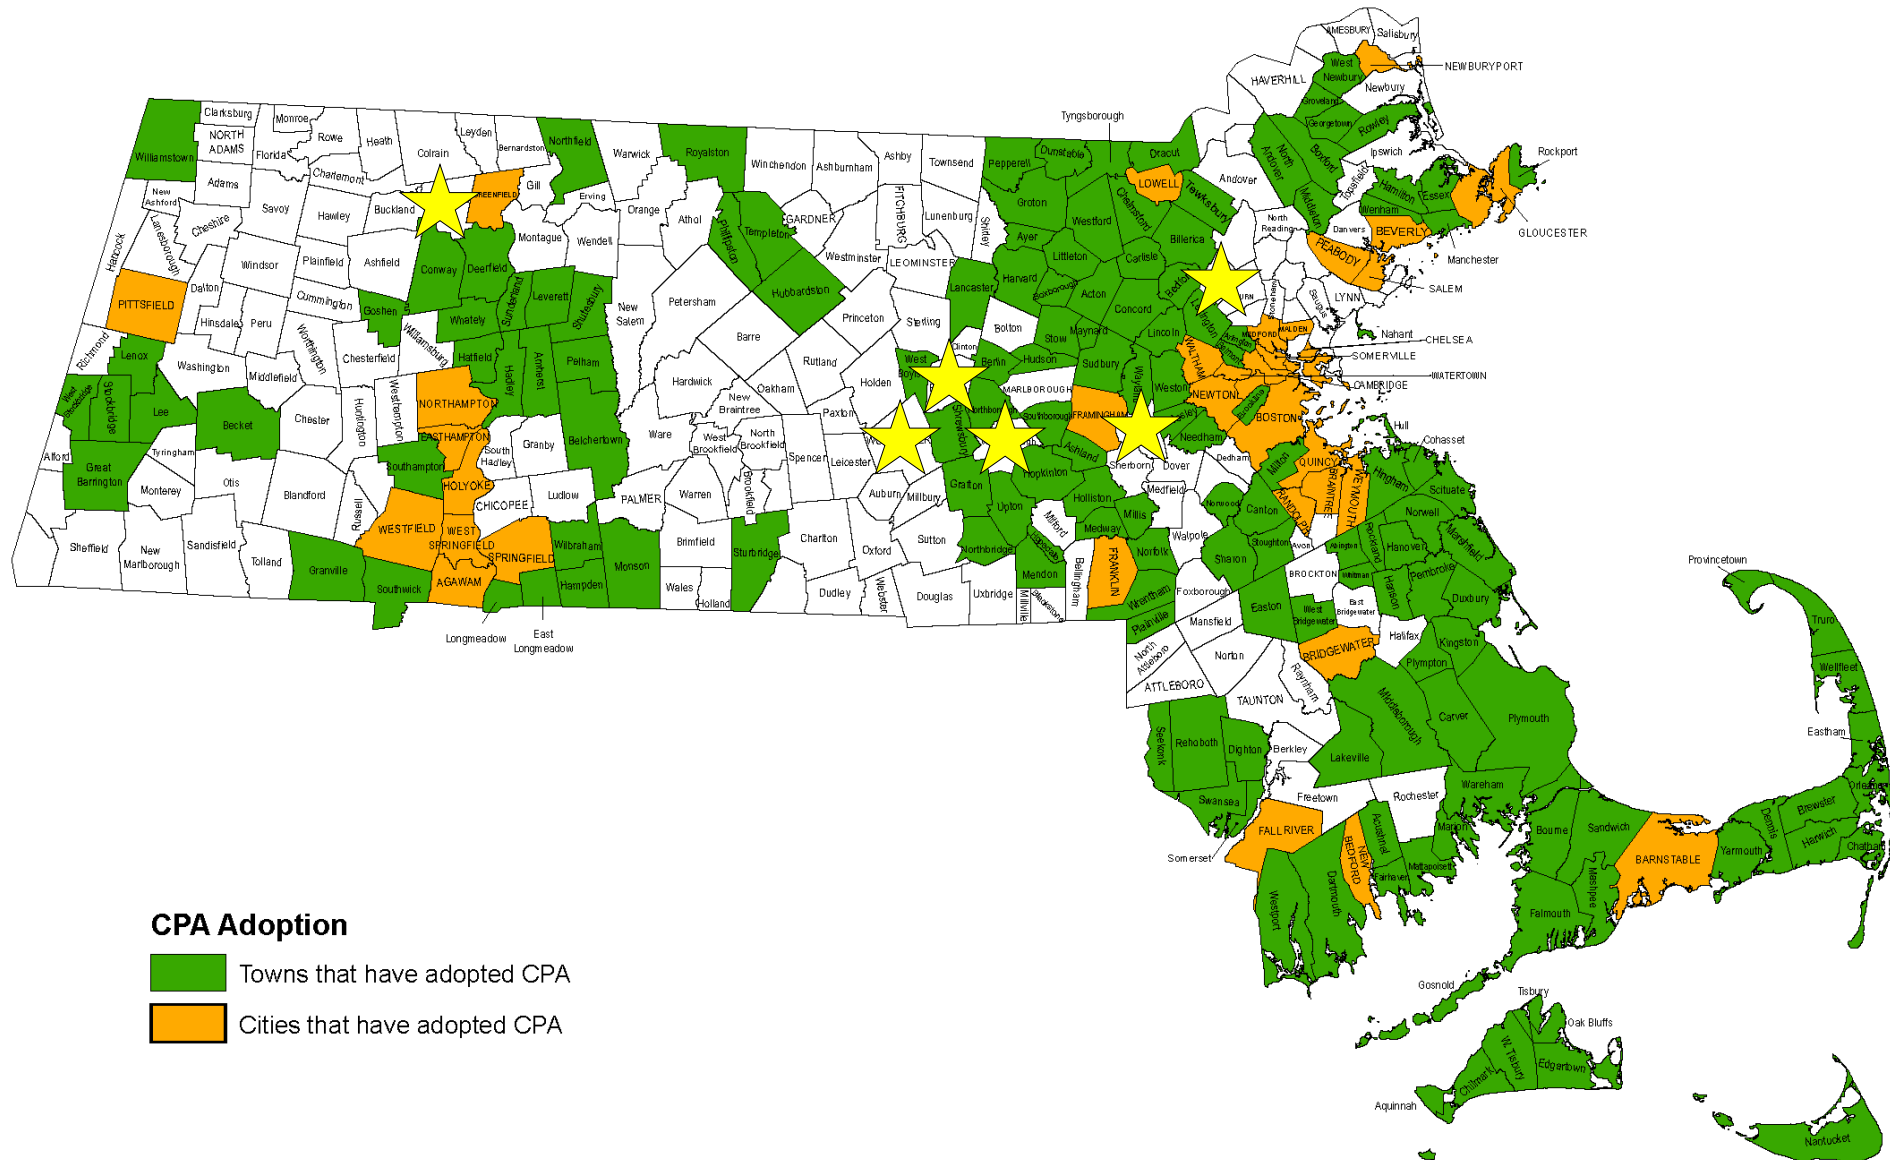 AMESBURY
Salisbury
West
Newbury
NEWBURYPORT
HAVERHILL
Newbury
Groveland
Georgetown
Rowley
Tyngsborough
Clarksburg
Monroe
NORTH
ADAMS
Rowe
Heath
Leyden
Colrain
Bernardston
Northfield
Warwick
Royalston
Winchendon
Ashburnham
Ashby
Townsend
Pepperell
Dunstable
Dracut
Andover
North
Andover
Boxford
Ipswich
Rockport
Williamstown
Florida
Charlemont
Adams
New
Ashford
Savoy
Hawley
Buckland
Gill
Erving
Orange
Athol
Phillipston
Templeton
GARDNER
FITCHBURG
Lunenburg
Shirley
Groton
Westford
Chelmsford
LOWELL
Tewksbury
Middleton
Topsfield
Hamilton
Essex
Wenham
GLOUCESTER
Hancock
Lanesborough
Cheshire
Windsor
Plainfield
Ashfield
Conway
Deerfield
Montague
Wendell
Westminster
LEOMINSTER
Ayer
Littleton
Carlisle
Billerica
North
Reading
Danvers
BEVERLY
PEABODY
Manchester
SALEM
PITTSFIELD
Dalton
Hinsdale
Peru
Cummington
Goshen
Whately
Sunderland
Leverett
Shutesbury
New
Salem
Petersham
Hubbardston
Princeton
Sterling
Lancaster
Harvard
Boxborough
Acton
Concord
Bedford
Stoneham
Saugus
LYNN
Nahant
Richmond
Lenox
Washington
Middlefield
Worthington
Chesterfield
Williamsburg
Hatfield
Hadley
Amherst
Pelham
Barre
Rutland
Holden
West
Clinton
Bolton
Berlin
Hudson
Stow
Maynard
Sudbury
Lincoln
Lexington
Arlington
Belmont
MEDFORD
MALDEN
CHELSEA
SOMERVILLE
WATERTOWN
CAMBRIDGE
WALTHAM
West
Stockbridge
Stockbridge
Lee
Becket
Chester
Huntington
Westhampton
NORTHAMPTON
EASTHAMPTON
Hardwick
New
Braintree
Oakham
Paxton
Shrewsbury
Northborough
MARLBOROUGH
Southborough
FRAMINGHAM
Weston
NEWTON
Brookline
BOSTON
Hull
Cohasset
Alford
Great
Barrington
Tyringham
Monterey
Otis
Blandford
Russell
Southampton
HOLYOKE
South
Hadley
Granby
Belchertown
Ware
West
Brookfield
North
Brookfield
Brookfield
Spencer
Leicester
Auburn
Millbury
Grafton
Hopkinton
Ashland
Sherborn
Dover
Needham
Dedham
Milton
QUINCY
Hingham
Scituate
Sheffield
New
Marlborough
Sandisfield
Tolland
Granville
WESTFIELD
WEST
SPRINGFIELD
CHICOPEE
Ludlow
SPRINGFIELD
Wilbraham
PALMER
Warren
Brimfield
Sturbridge
Charlton
Oxford
Sutton
Northbridge
Upton
Milford
Hopedale
Holliston
Medway
Millis
Medfield
Norwood
Canton
RANDOLPH
BRAINTREE
WEYMOUTH
Norwell
Southwick
AGAWAM
Longmeadow
East
Longmeadow
Hampden
Monson
Wales
Holland
Dudley
Webster
Douglas
Uxbridge
Mendon
Millville
Blackstone
Bellingham
FRANKLIN
Norfolk
Wrentham
Plainville
Walpole
Sharon
Stoughton
Avon
Abington
Rockland
Hanover
Marshfield
Foxborough
Mansfield
Easton
BROCKTON
West
Bridgewater
East
Bridgewater
Whitman
Hanson
Pembroke
Duxbury
North
Attleboro
ATTLEBORO
Norton
TAUNTON
Raynham
BRIDGEWATER
Halifax
Kingston
Plympton
Middleborough
Carver
Plymouth
Seekonk
Rehoboth
Dighton
Berkley
Lakeville
Swansea
Somerset
Freetown
FALL RIVER
Rochester
Wareham
Marion
Mattapoisett
Acushnet
Fairhaven
NEW
BEDFORD
Dartmouth
Westport
Provincetown
Truro
Wellfleet
Eastham
Orleans
Brewster
Dennis
Harwich
Chatham
Yarmouth
BARNSTABLE
Sandwich
Bourne
Mashpee
Falmouth
Gosnold
Tisbury
Oak Bluffs
W. Tisbury
Edgartown
Chilmark
Aquinnah
Nantucket
CPA Adoption
Towns that have adopted CPA
Cities that have adopted CPA